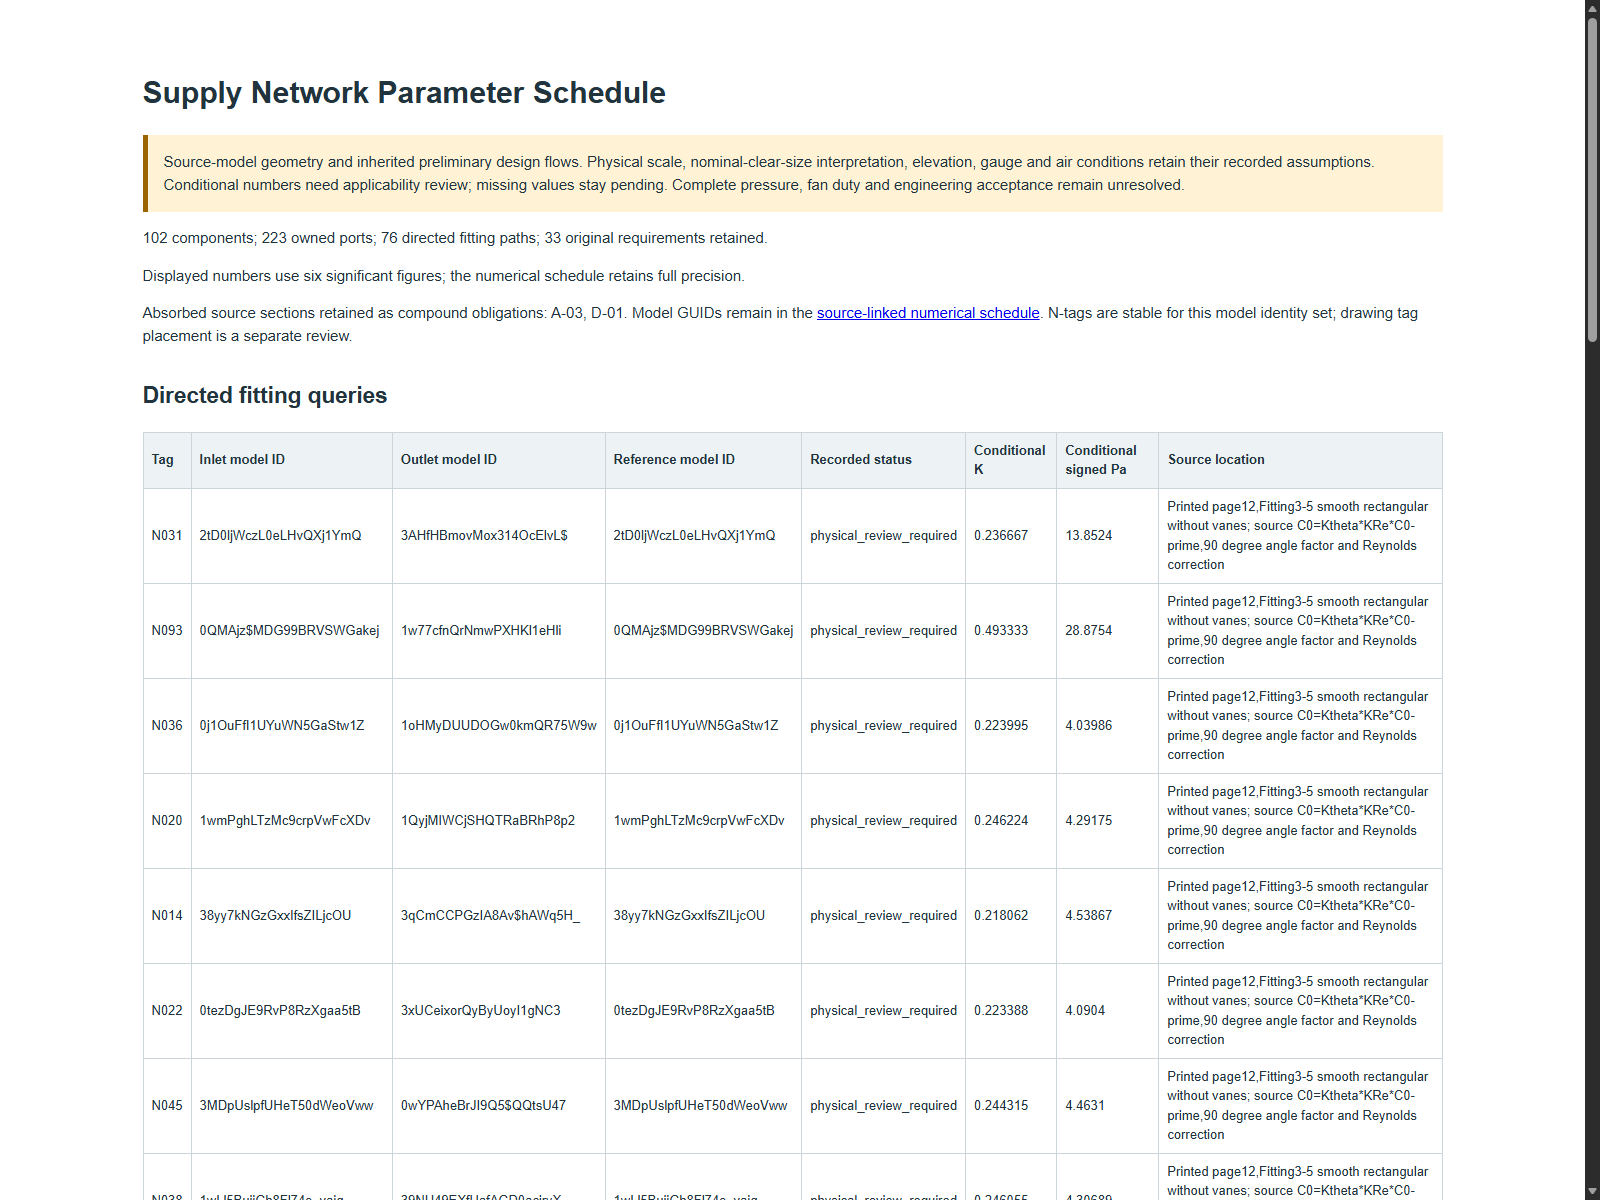 Supply Network Parameter Schedule
Source-model geometry and inherited preliminary design flows. Physical scale, nominal-clear-size interpretation, elevation, gauge and air conditions retain their recorded assumptions.
Conditional numbers need applicability review; missing values stay pending. Complete pressure, fan duty and engineering acceptance remain unresolved.
102 components; 223 owned ports; 76 directed fitting paths; 33 original requirements retained.
Displayed numbers use six significant figures; the numerical schedule retains full precision.
Absorbed source sections retained as compound obligations: A-03, D-01. Model GUIDs remain in the source-linked numerical schedule. N-tags are stable for this model identity set; drawing tag
placement is a separate review.
Directed fitting queries
Tag Inlet model ID Outlet model ID Reference model ID Recorded status Conditional K Conditional signed Pa Source location
N031 2tD0ljWczL0eLHvQXj1YmQ 3AHfHBmovMox314OcElvL$ 2tD0ljWczL0eLHvQXj1YmQ physical_review_required 0.236667 13.8524
Printed page12,Fitting3-5 smooth rectangular
without vanes; source C0=Ktheta*KRe*C0-
prime,90 degree angle factor and Reynolds
correction
N093 0QMAjz$MDG99BRVSWGakej 1w77cfnQrNmwPXHKl1eHli 0QMAjz$MDG99BRVSWGakej physical_review_required 0.493333 28.8754
Printed page12,Fitting3-5 smooth rectangular
without vanes; source C0=Ktheta*KRe*C0-
prime,90 degree angle factor and Reynolds
correction
N036 0j1OuFfl1UYuWN5GaStw1Z 1oHMyDUUDOGw0kmQR75W9w 0j1OuFfl1UYuWN5GaStw1Z physical_review_required 0.223995 4.03986
Printed page12,Fitting3-5 smooth rectangular
without vanes; source C0=Ktheta*KRe*C0-
prime,90 degree angle factor and Reynolds
correction
N020 1wmPghLTzMc9crpVwFcXDv 1QyjMIWCjSHQTRaBRhP8p2 1wmPghLTzMc9crpVwFcXDv physical_review_required 0.246224 4.29175
Printed page12,Fitting3-5 smooth rectangular
without vanes; source C0=Ktheta*KRe*C0-
prime,90 degree angle factor and Reynolds
correction
N014 38yy7kNGzGxxlfsZILjcOU 3qCmCCPGzIA8Av$hAWq5H_ 38yy7kNGzGxxlfsZILjcOU physical_review_required 0.218062 4.53867
Printed page12,Fitting3-5 smooth rectangular
without vanes; source C0=Ktheta*KRe*C0-
prime,90 degree angle factor and Reynolds
correction
N022 0tezDgJE9RvP8RzXgaa5tB 3xUCeixorQyByUoyI1gNC3 0tezDgJE9RvP8RzXgaa5tB physical_review_required 0.223388 4.0904
Printed page12,Fitting3-5 smooth rectangular
without vanes; source C0=Ktheta*KRe*C0-
prime,90 degree angle factor and Reynolds
correction
N045 3MDpUslpfUHeT50dWeoVww 0wYPAheBrJI9Q5$QQtsU47 3MDpUslpfUHeT50dWeoVww physical_review_required 0.244315 4.4631
Printed page12,Fitting3-5 smooth rectangular
without vanes; source C0=Ktheta*KRe*C0-
prime,90 degree angle factor and Reynolds
correction
N038 physical_review_required 0.246055 4.30689
Printed page12,Fitting3-5 smooth rectangular
without vanes; source C0=Ktheta*KRe*C0-